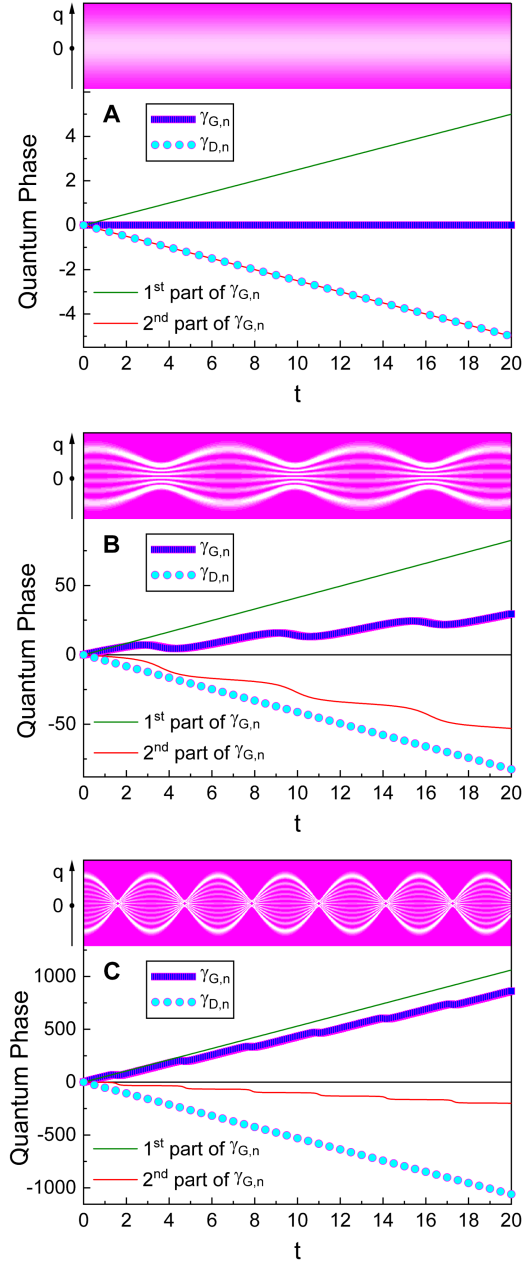 q
0
A
γG,n
γD,n
4
2
0
-2
-4
Quantum Phase
1st part of γG,n
2nd part of γG,n
0 2 4 6 8 10 12 14 16 18 20
t
q
0
B
γG,n
γD,n
50
0
-50
Quantum Phase
1st part of γG,n
2nd part of γG,n
0 2 4 6 8 10 12 14 16 18 20
t
q
0
C
γG,n
γD,n
1000
500
0
-500
-1000
Quantum Phase
1st part of γG,n
2nd part of γG,n
0 2 4 6 8 10 12 14 16 18 20
t